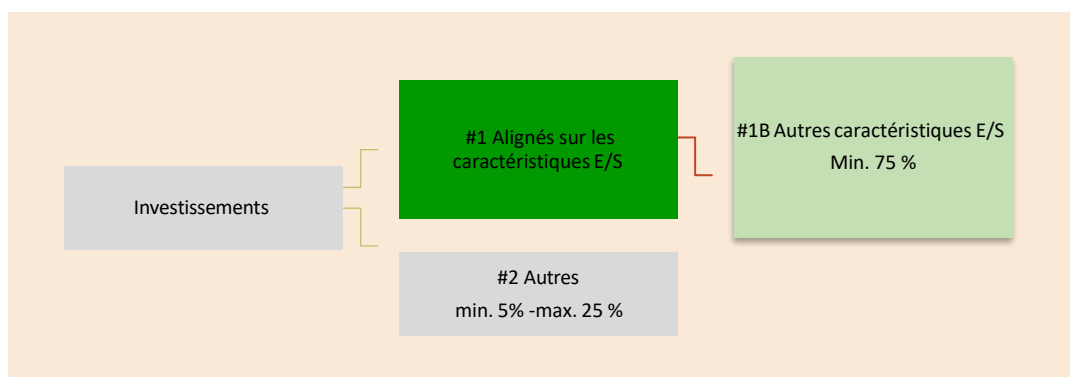 Investissements
#1 Alignés sur les
caractéristiques E/S
#2 Autres
min. 5% -max. 25 %
#1B Autres caractéristiques E/S
Min. 75 %